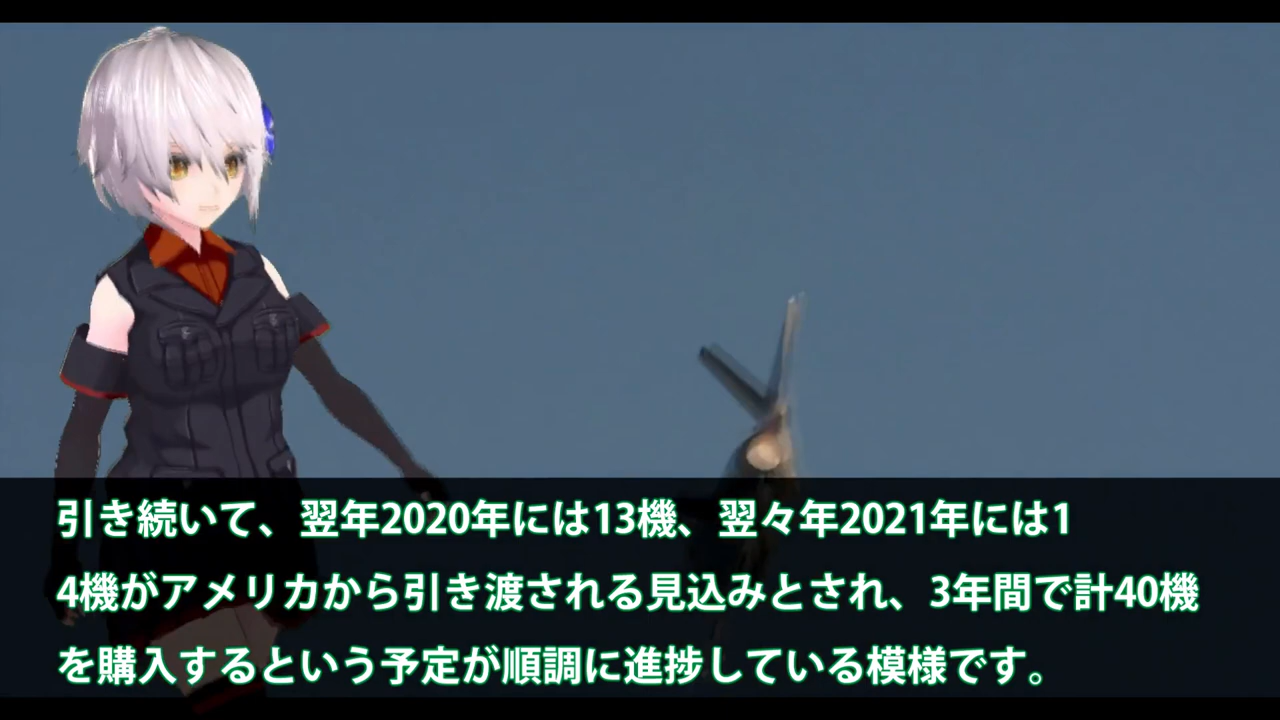 引き続いて、翌年2020年には13機、翌々年2021年には1
4機がアメリカから引き渡される見込みとされ、3年間で計40機
を購入するという予定が順調に進捗している模様です。